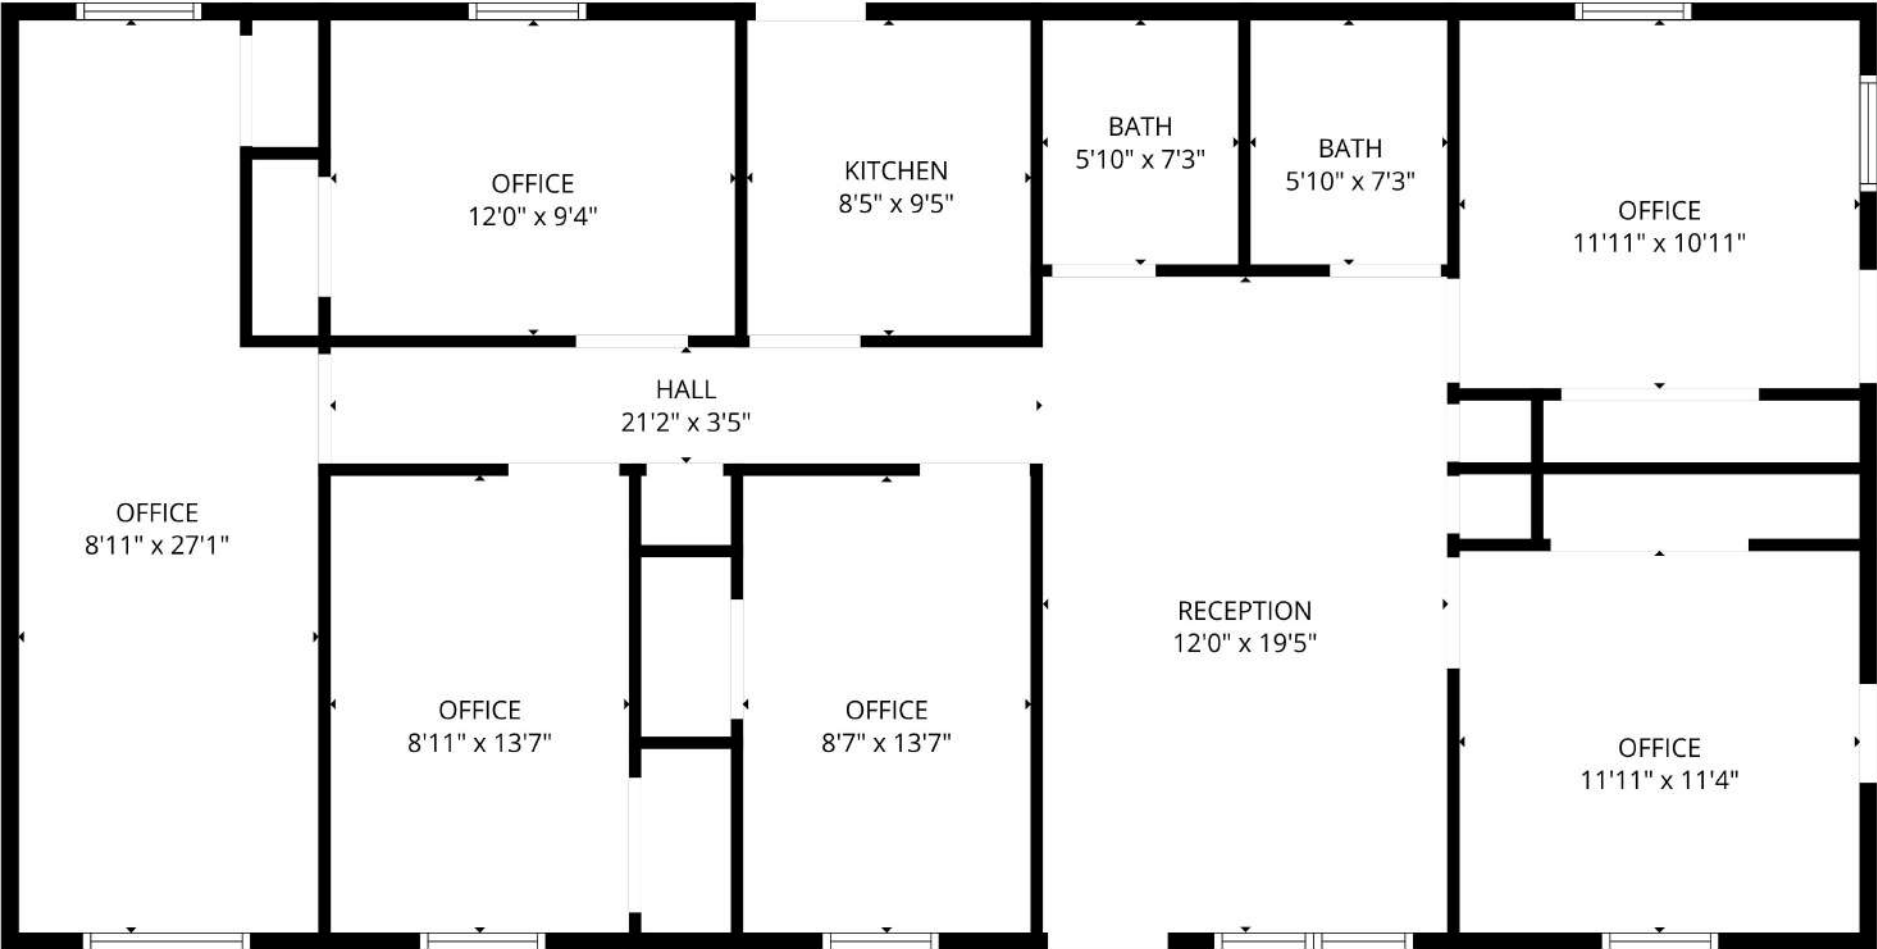 BATH
5'10" x 7'3"
BATH
5'10" x 7'3"
KITCHEN
8'5" x 9'5"
OFFICE
12'0" x 9'4"
OFFICE
11'11" x 10'11"
HALL
21'2" x 3'5"
OFFICE
8'11" x 27'1"
RECEPTION
12'0" x 19'5"
OFFICE
8'11" x 13'7"
OFFICE
8'7" x 13'7"
OFFICE
11'11" x 11'4"